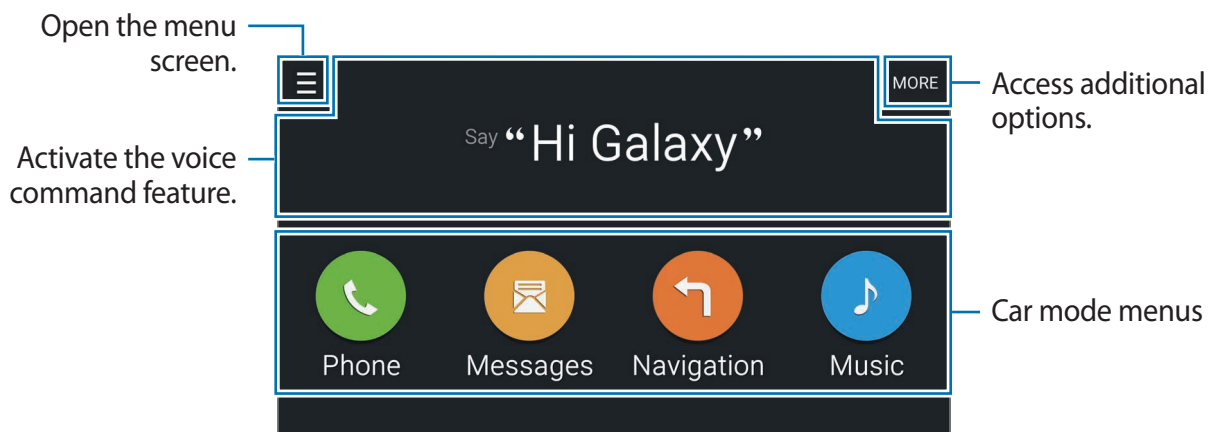 Open the menu
screen.
MORE
Access additional
options.
Say “Hi Galaxy”
Activate the voice
command feature.
Phone
Messages
Navigation
Music
Car mode menus